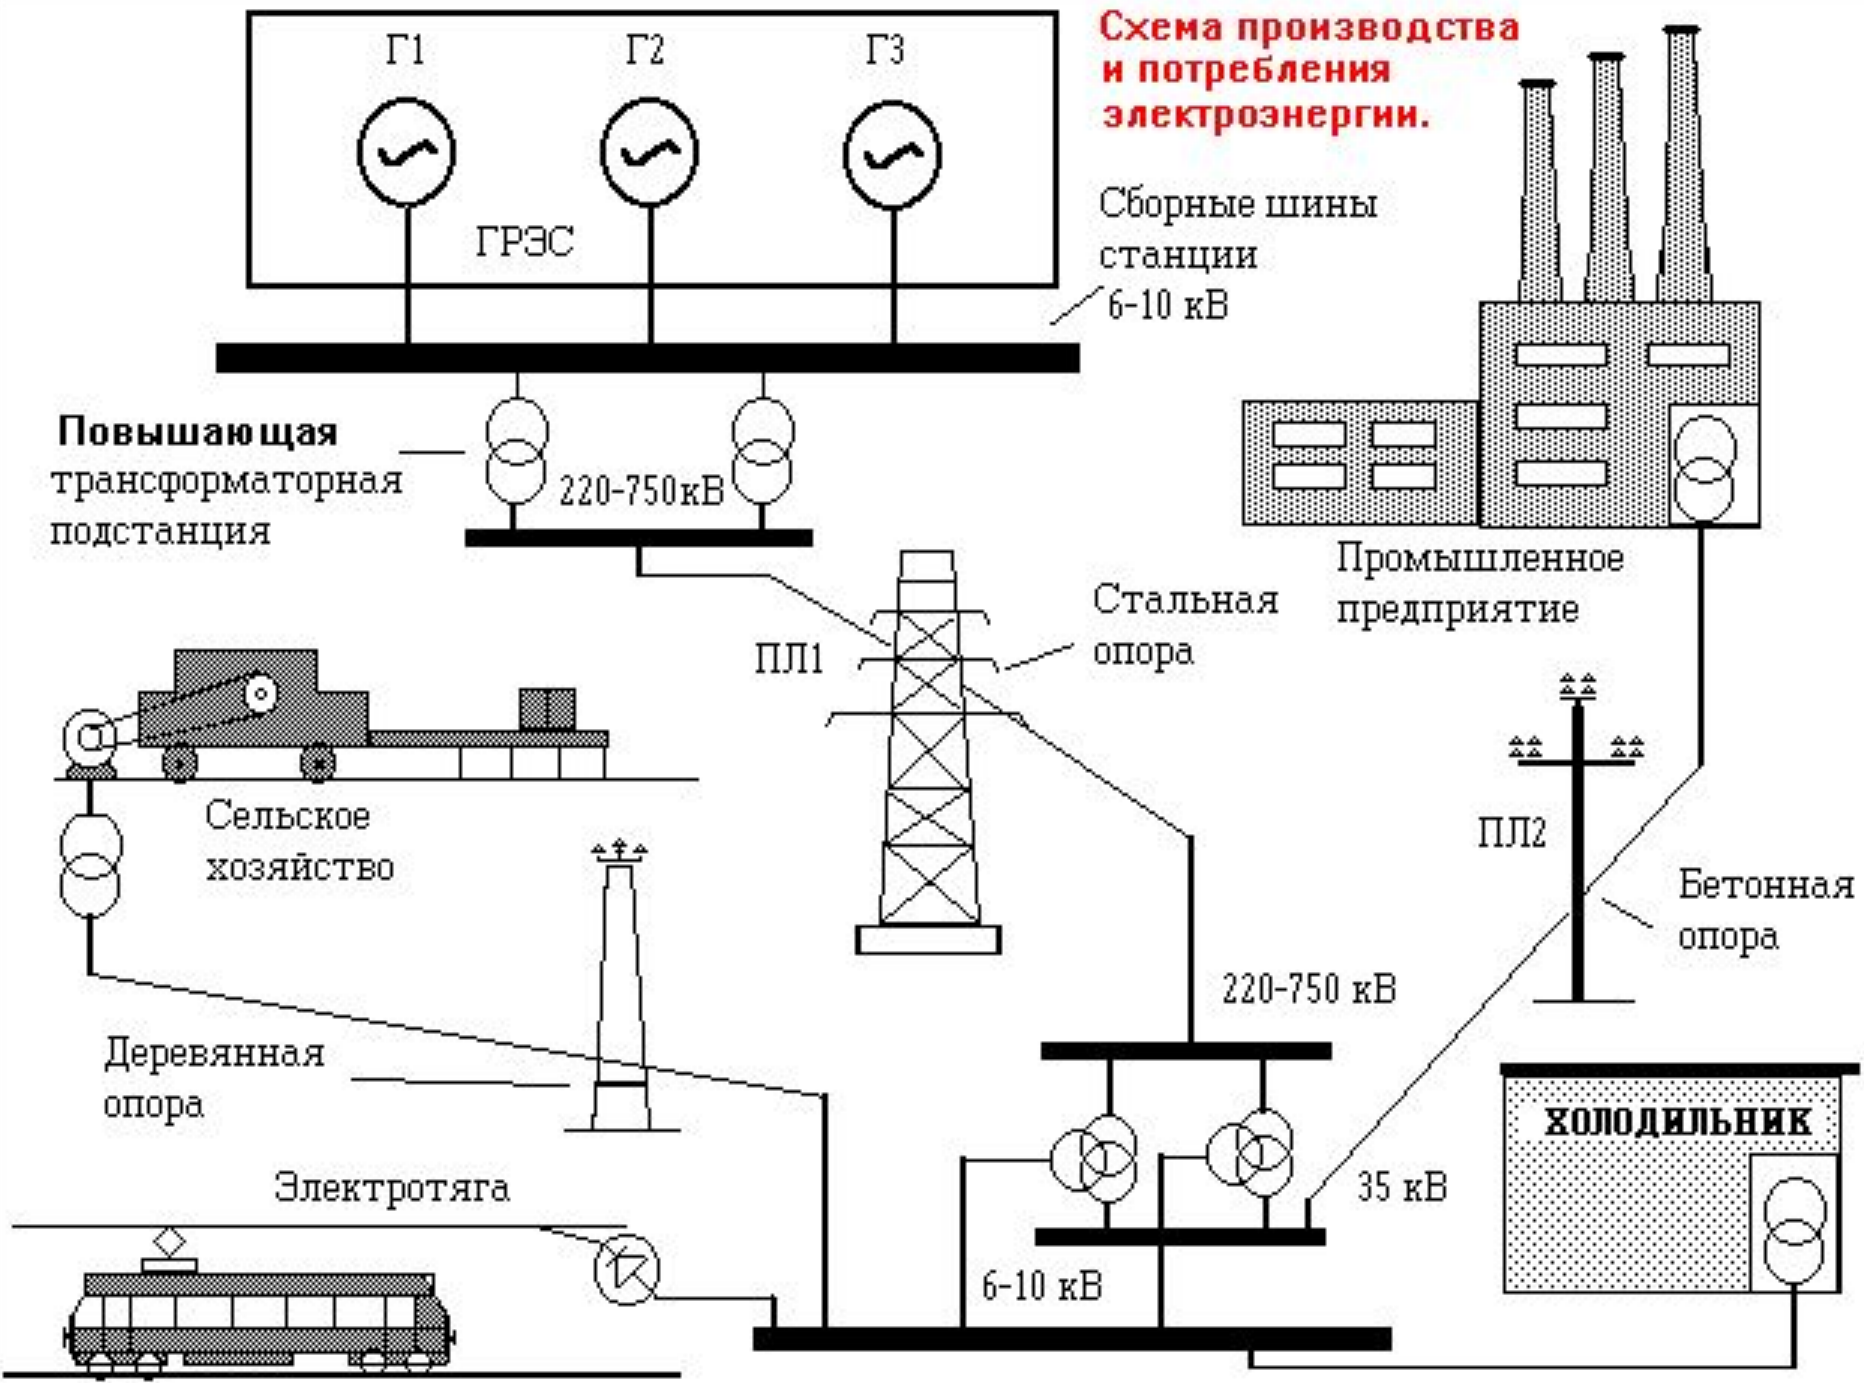 Г1
Г2
Г3
ГРЭС
Схема производства
и потребления
электроэнергии.
Сборные шины
станции
6-10 кВ
Повышающая
трансформаторная
подстанция
220-750кВ
Промышленное
предприятие
Стальная
опора
ПЛ1
Сельское
хозяйство
ПЛ2
Бетонная
опора
220-750 кВ
Деревянная
опора
ХОЛОДИЛЬНИК
Электротяга
35 кВ
6-10 кВ